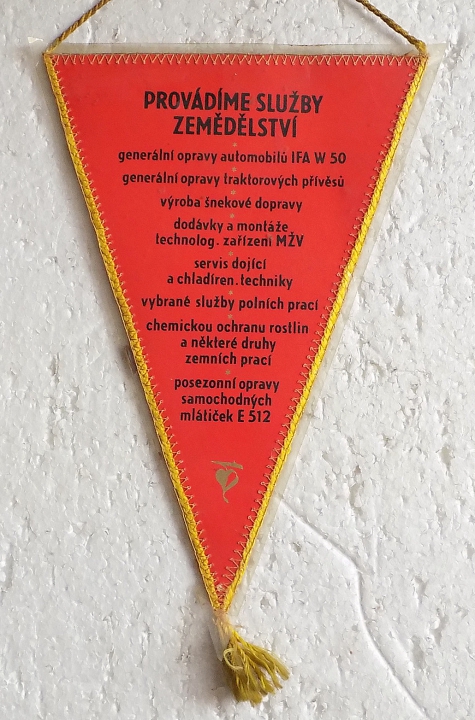 PROVÁDÍME SLUŽBY
ZEMĚDĚLSTVÍ
generální opravy automobilů IFA W 50
generální opravy traktorových přívěsů
výroba šnekové dopravy
dodávky a montáže
technolog. zařízení MŽV
servis dojící
a chladíren. techniky
vybrané služby polních prací
chemickou ochranu rostlin
a některé druhy
zemních prací
posezonní opravy
samochodných
mlátiček E 512